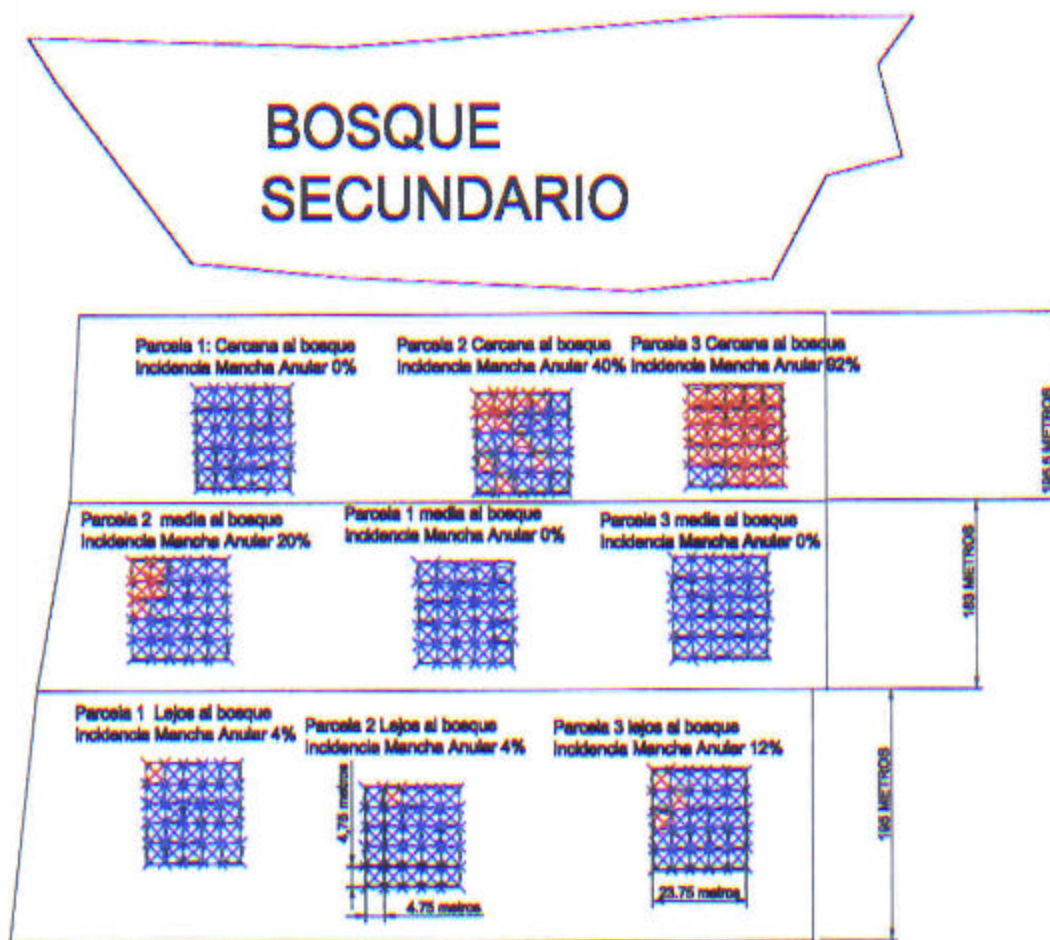 BOSQUE
SECUNDARIO
Parcela 1: Cercana al bosque
Incidencia Mancha Anular 0%
Parcela 2 Cercana al bosque
Incidencia Mancha Anular 40%
Parcela 3 Cercana al bosque
Incidencia Mancha Anular 92%
195.5 METROS
Parcela 2 media al bosque
Incidencia Mancha Anular 20%
Parcela 1 media al bosque
Incidencia Mancha Anular 0%
Parcela 3 media al bosque
Incidencia Mancha Anular 0%
183 METROS
Parcela 1 Lejos al bosque
Incidencia Mancha Anular 4%
Parcela 2 Lejos al bosque
Incidencia Mancha Anular 4%
Parcela 3 lejos al bosque
Incidencia Mancha Anular 12%
4.75 metros
4.75 metros
23.75 metros
195 METROS